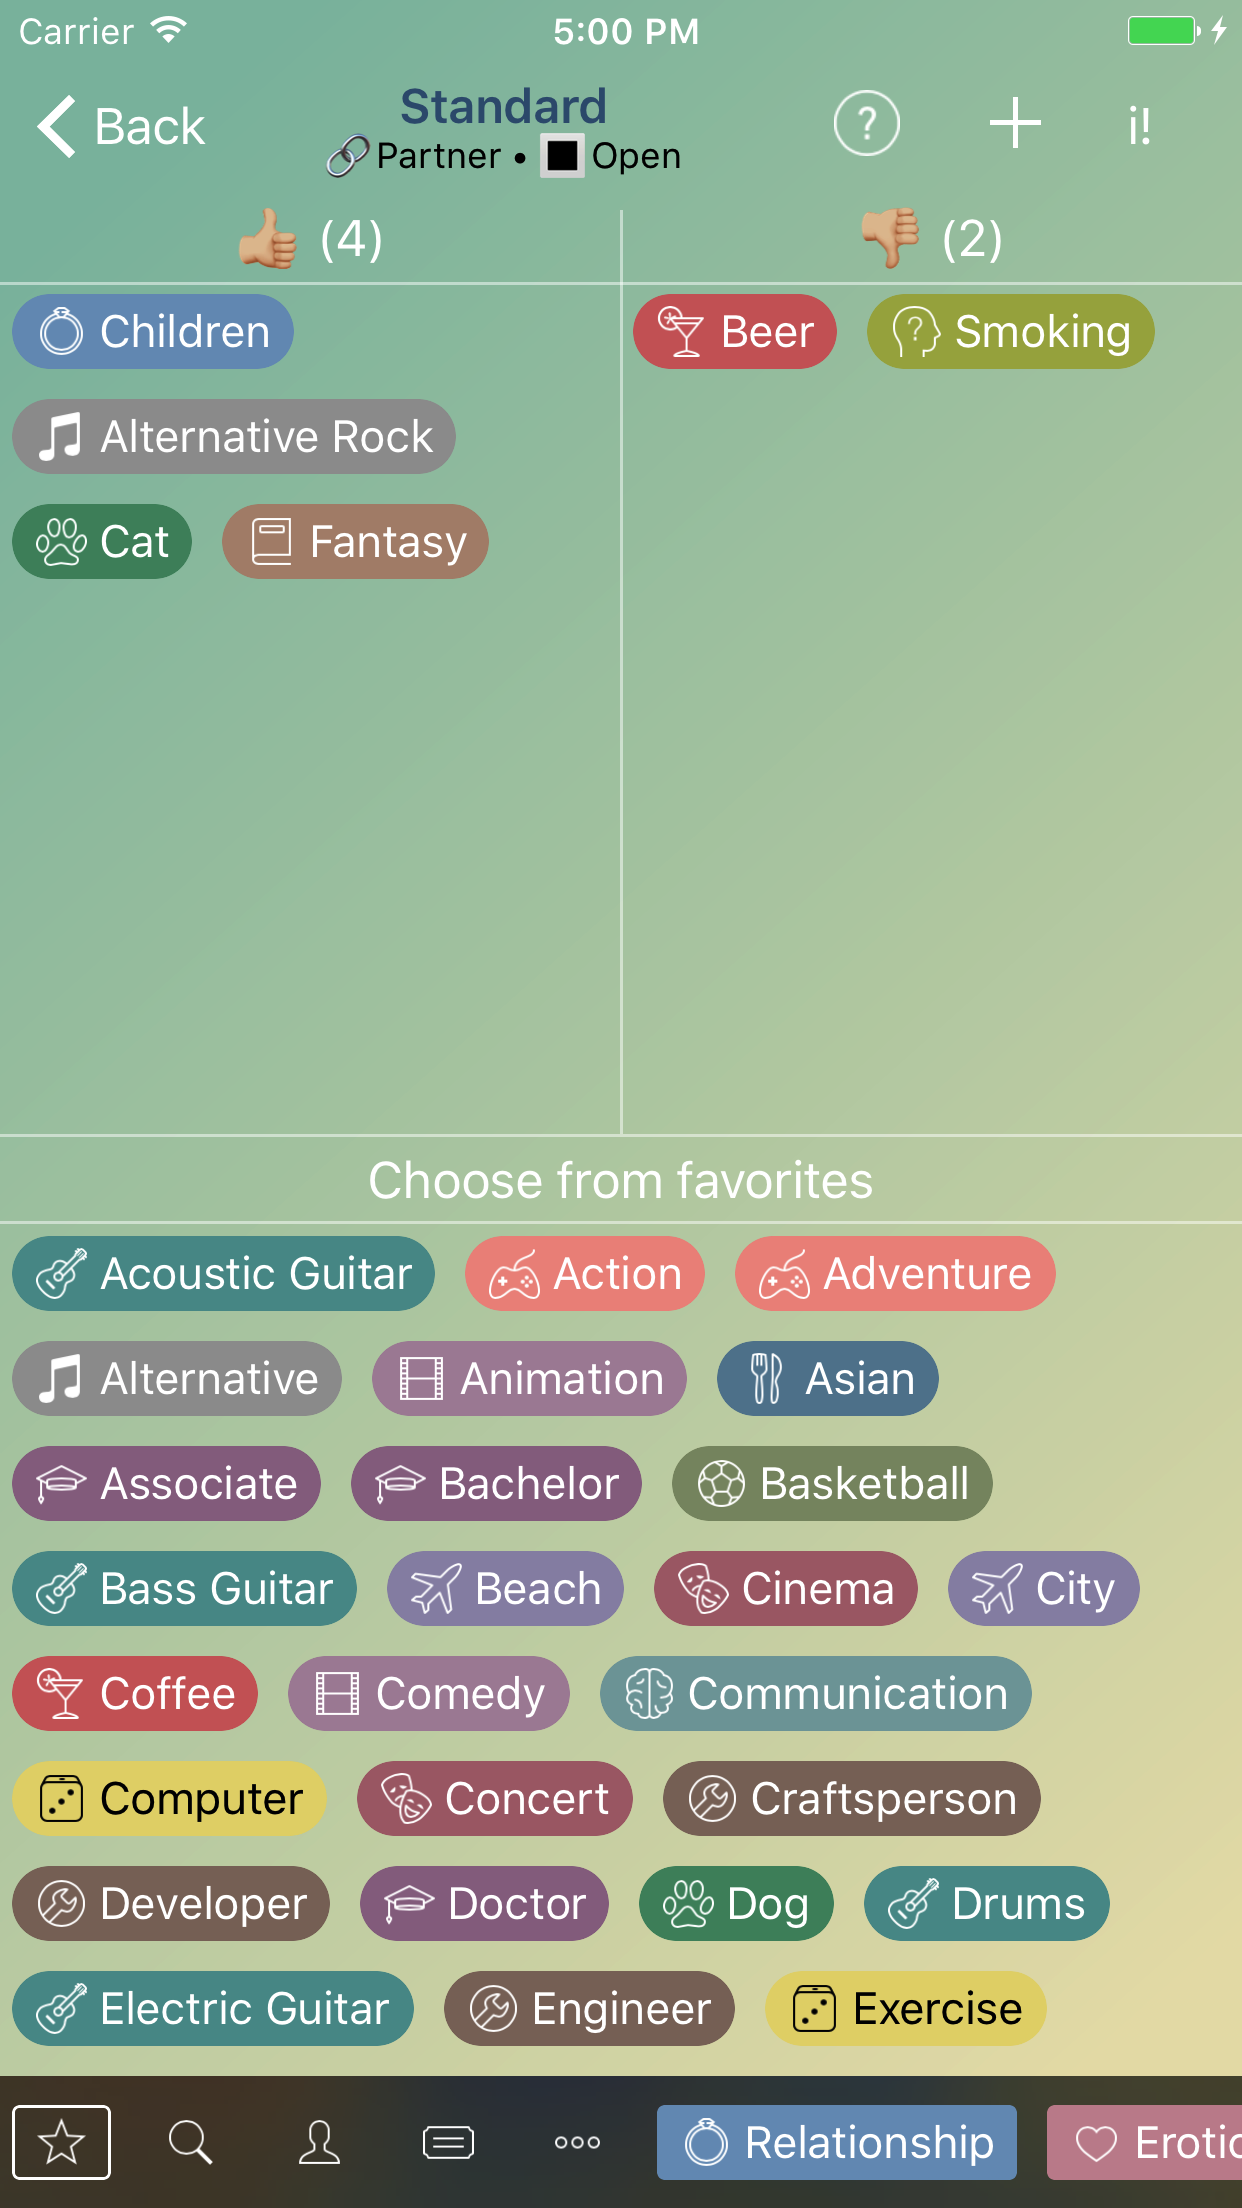 Carrier 5:00 PM
Back Standard ? + i!
Partner • Open
(4) (2)
Children Beer Smoking
Alternative Rock
Cat Fantasy
Choose from favorites
Acoustic Guitar Action Adventure
Alternative Animation Asian
Associate Bachelor Basketball
Bass Guitar Beach Cinema City
Coffee Comedy Communication
Computer Concert Craftsperson
Developer Doctor Dog Drums
Electric Guitar Engineer Exercise
Relationship